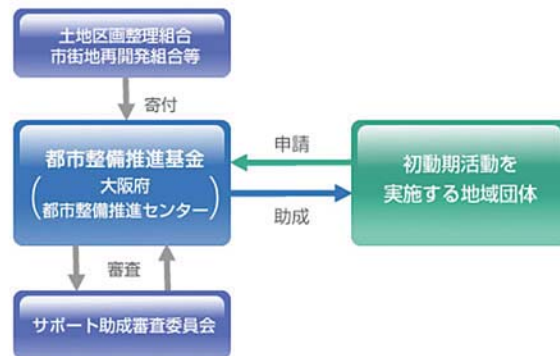 土地区画整理組合
市街地再開発組合等
寄付
都市整備推進基金
(大阪府
都市整備推進センター)
申請
助成
初動期活動を
実施する地域団体
審査
サポート助成審査委員会